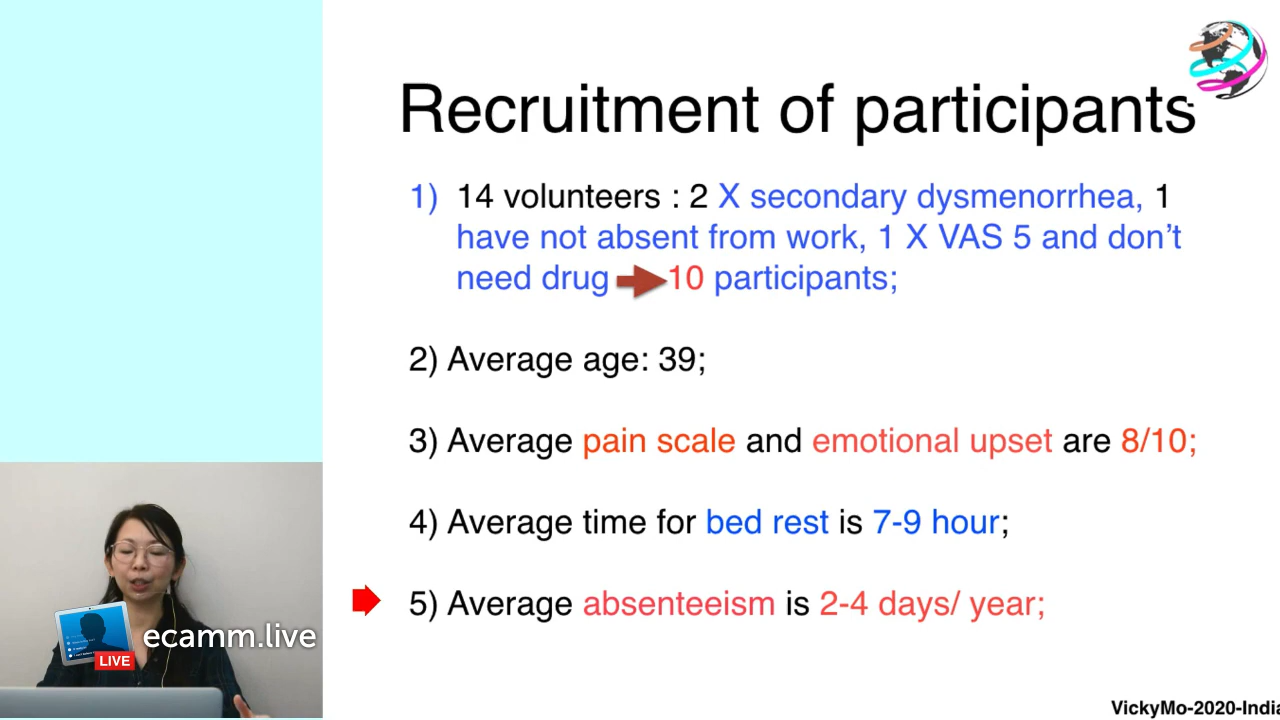 Recruitment of participants
1) 14 volunteers : 2 X secondary dysmenorrhea, 1
have not absent from work, 1 X VAS 5 and don't
need drug 10 participants;
2) Average age: 39;
3) Average pain scale and emotional upset are 8/10;
4) Average time for bed rest is 7-9 hour;
5) Average absenteeism is 2-4 days/ year;
ecamm.live
LIVE
VickyMo-2020-India